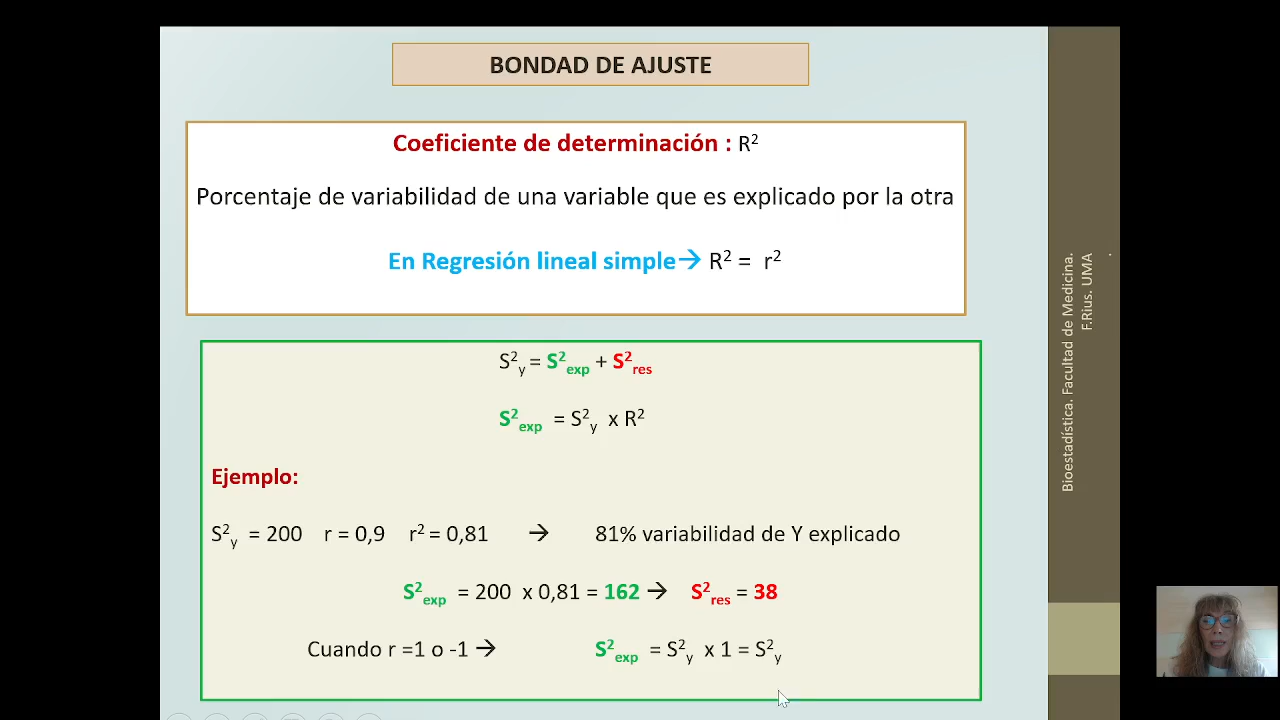 BONDAD DE AJUSTE
Coeficiente de determinación : R²
Porcentaje de variabilidad de una variable que es explicado por la otra
En Regresión lineal simple→ R² = r²
S²y = S²exp + S²res
S²exp = S²y x R²
Ejemplo:
S²y = 200 r = 0,9 r² = 0,81 → 81% variabilidad de Y explicado
S²exp = 200 x 0,81 = 162 → S²res = 38
Cuando r =1 o -1 → S²exp = S²y x 1 = S²y
Bioestadística. Facultad de Medicina.
F.Rius. UMA
.